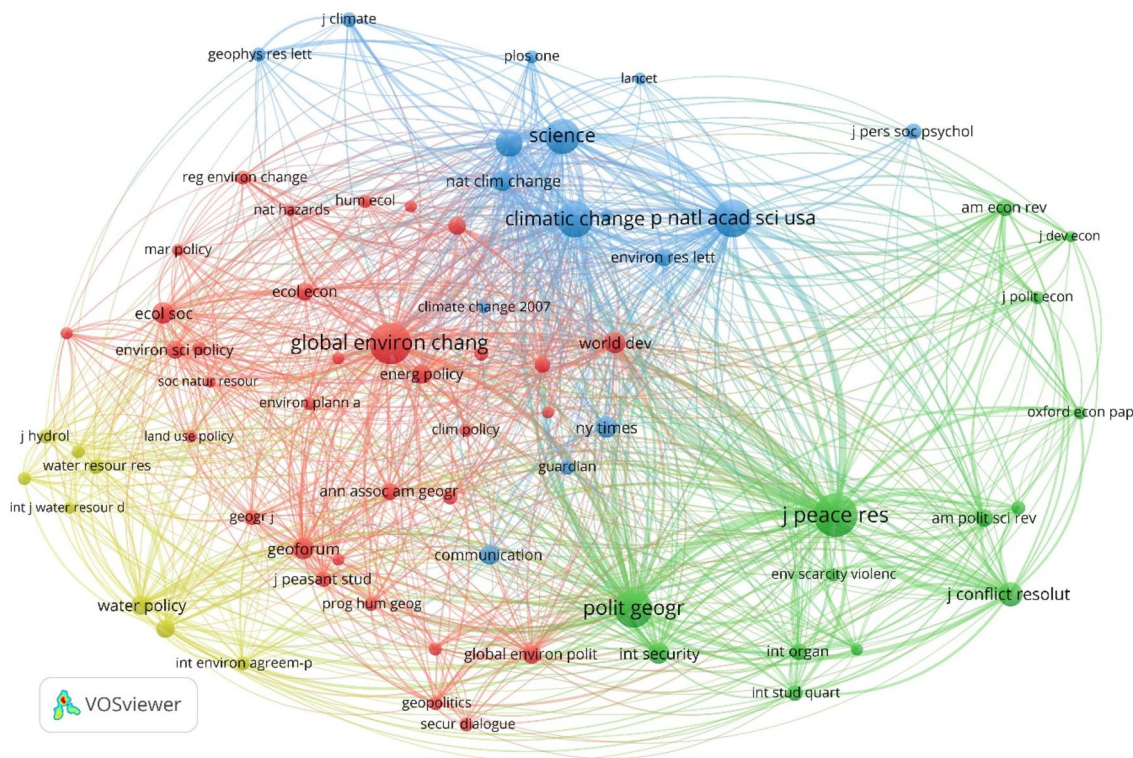 j climate
geophys res lett
plos one
lancet
science
j pers soc psychol
reg environ change
nat clim change
nat hazards
hum ecol
climatic change
p natl acad sci usa
am econ rev
j dev econ
mar policy
environ res lett
ecol econ
climate change 2007
j polit econ
ecol soc
global environ chang
world dev
environ sci policy
energ policy
soc natur resour
environ plann a
oxford econ pap
j hydrol
land use policy
clim policy
ny times
water resour res
guardian
int j water resour d
ann assoc am geogr
geogr j
j peace res
am polit sci rev
geoforum
communication
j peasant stud
env scarcity violenc
water policy
prog hum geog
polit geogr
j conflict resolut
int environ agreem-p
global environ polit
int security
int organ
int stud quart
geopolitics
secur dialogue
VOSviewer